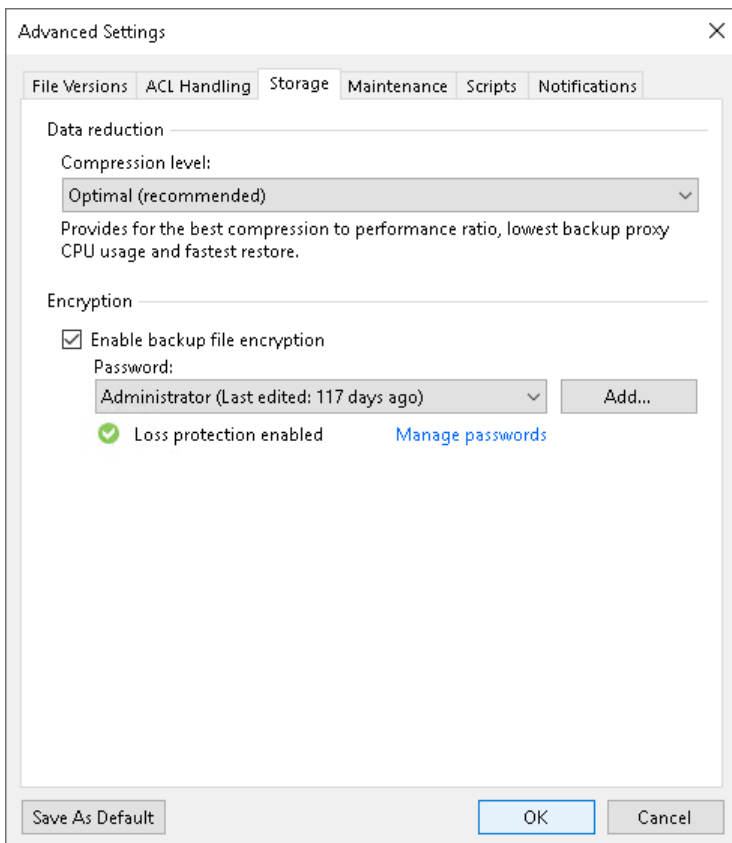 Advanced Settings
File Versions ACL Handling Storage Maintenance Scripts Notifications
Data reduction
Compression level:
Optimal (recommended)
Provides for the best compression to performance ratio, lowest backup proxy
CPU usage and fastest restore.
Encryption
Enable backup file encryption
Password:
Administrator (Last edited: 117 days ago) Add...
Loss protection enabled Manage passwords
Save As Default OK Cancel